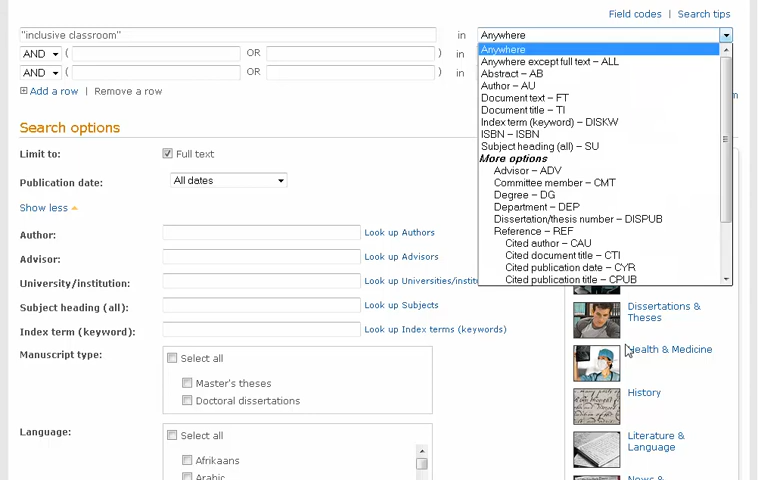 Field codes | Search tips
"inclusive classroom" in Anywhere
AND ( OR ) in
AND ( OR ) in
Add a row | Remove a row
Anywhere
Anywhere except full text – ALL
Abstract – AB
Author – AU
Document text – FT
Document title – TI
Index term (keyword) – DISKW
ISBN – ISBN
Subject heading (all) – SU
More options
Advisor – ADV
Committee member – CMT
Degree – DG
Department – DEP
Dissertation/thesis number – DISPUB
Reference – REF
Cited author – CAU
Cited document title – CTI
Cited publication date – CYR
Cited publication title – CPUB
Search options
Limit to: Full text
Publication date: All dates
Show less
Author: Look up Authors
Advisor: Look up Advisors
University/institution: Look up Universities/institu
Subject heading (all): Look up Subjects
Index term (keyword): Look up Index terms (keywords)
Manuscript type: Select all
Master's theses
Doctoral dissertations
Language: Select all
Afrikaans
Arabic
Dissertations &
Theses
Health & Medicine
History
Literature &
Language
News &